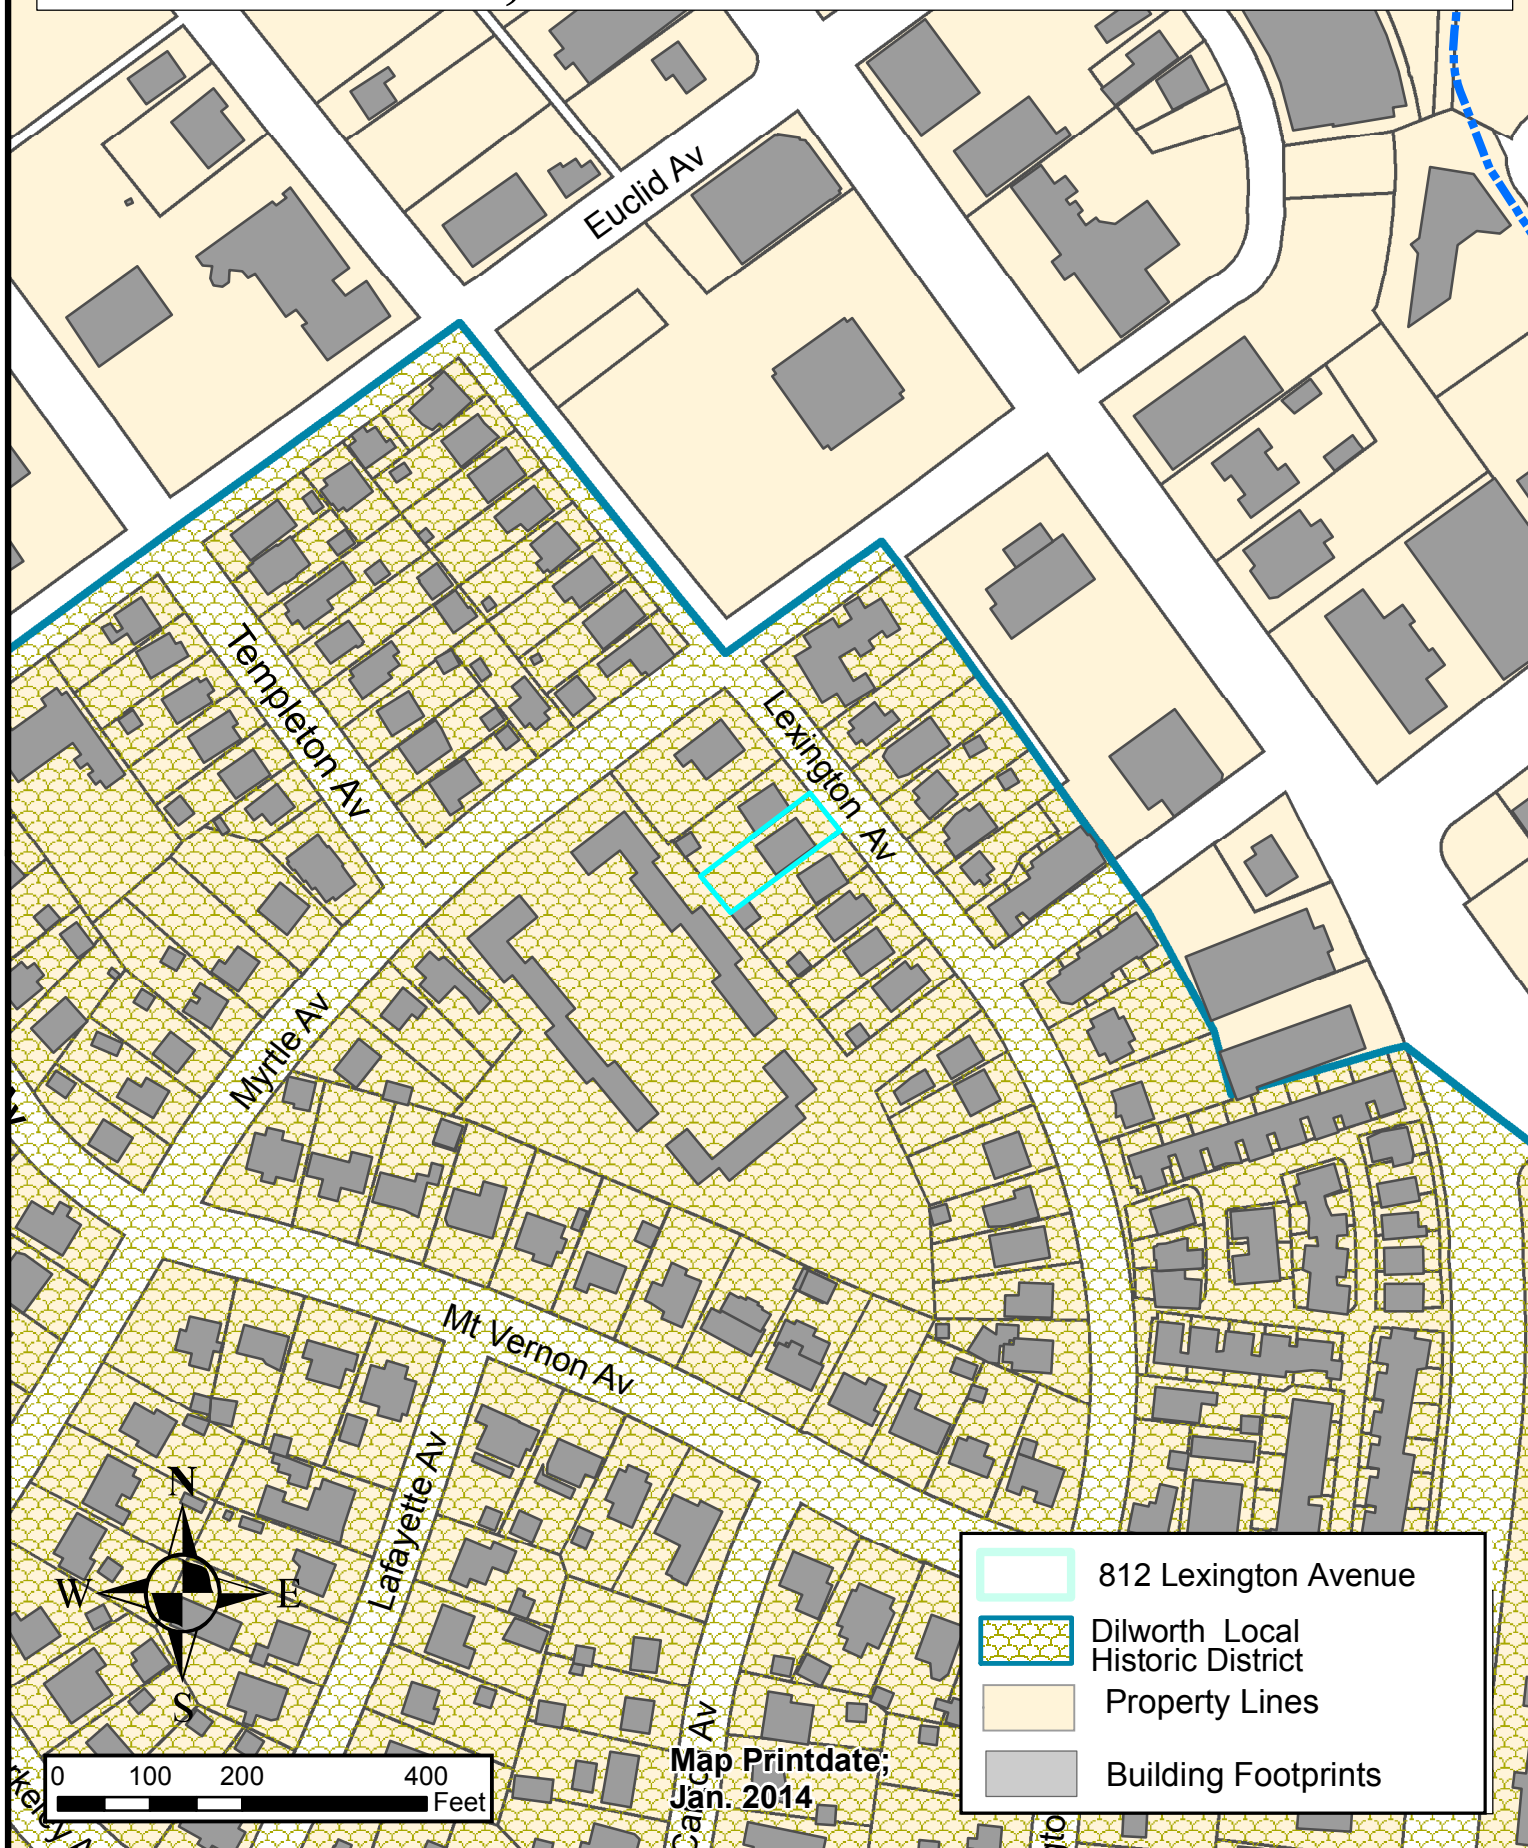 Euclid Av
Templeton Av
Lexington Av
Myrtle Av
Mt Vernon Av
Lafayette Av
N
W
E
S
812 Lexington Avenue
Dilworth Local
Historic District
Property Lines
Building Footprints
0 100 200 400
Feet
Map Printdate;
Jan. 2014
Av